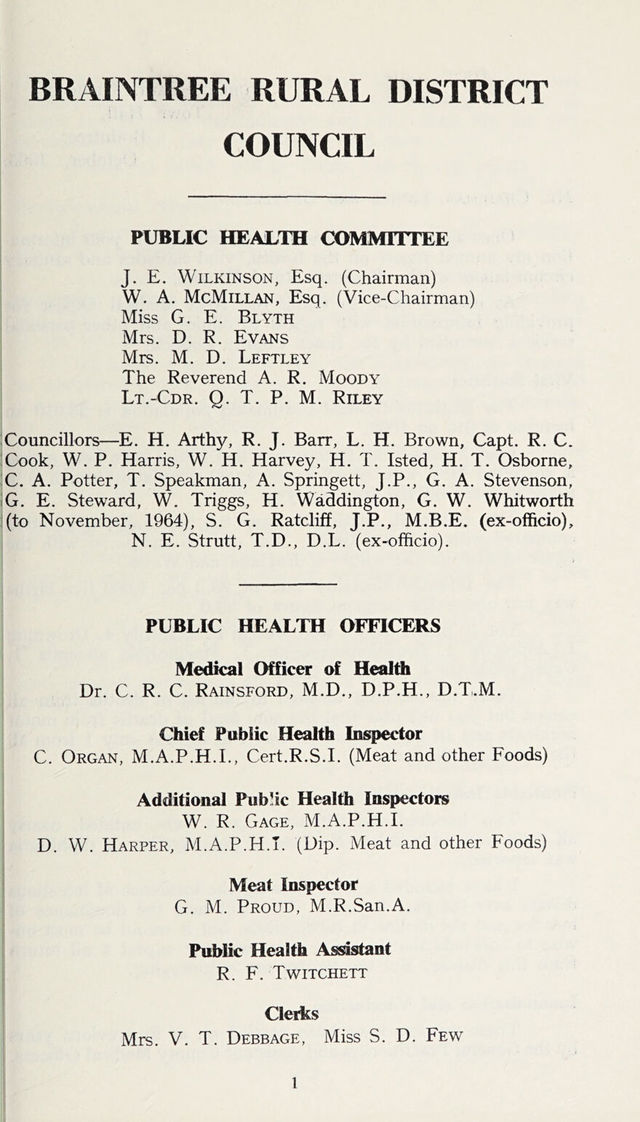 BRAINTREE RURAL DISTRICT
COUNCIL
PUBLIC HEALTH COMMITTEE
J. E. WILKINSON, Esq. (Chairman)
W. A. MCMILLAN, Esq. (Vice-Chairman)
Miss G. E. BLYTH
Mrs. D. R. EVANS
Mrs. M. D. LEFTLEY
The Reverend A. R. MOODY
LT.-CDR. Q. T. P. M. RILEY
Councillors—E. H. Arthy, R. J. Barr, L. H. Brown, Capt. R. C.
Cook, W. P. Harris, W. H. Harvey, H. T. Isted, H. T. Osborne,
C. A. Potter, T. Speakman, A. Springett, J.P., G. A. Stevenson,
G. E. Steward, W. Triggs, H. Waddington, G. W. Whitworth
(to November, 1964), S. G. Ratcliff, J.P., M.B.E. (ex-officio),
N. E. Strutt, T.D., D.L. (ex-officio).
PUBLIC HEALTH OFFICERS
Medical Officer of Health
Dr. C. R. C. RAINSFORD, M.D., D.P.H., D.T.M.
Chief Public Health Inspector
C. ORGAN, M.A.P.H.I., Cert.R.S.I. (Meat and other Foods)
Additional Public Health Inspectors
W. R. GAGE, M.A.P.H.I.
D. W. HARPER, M.A.P.H.I. (Dip. Meat and other Foods)
Meat Inspector
G. M. PROUD, M.R.San.A.
Public Health Assistant
R. F. TWITCHETT
Clerks
Mrs. V. T. DEBBAGE, Miss S. D. FEW
1